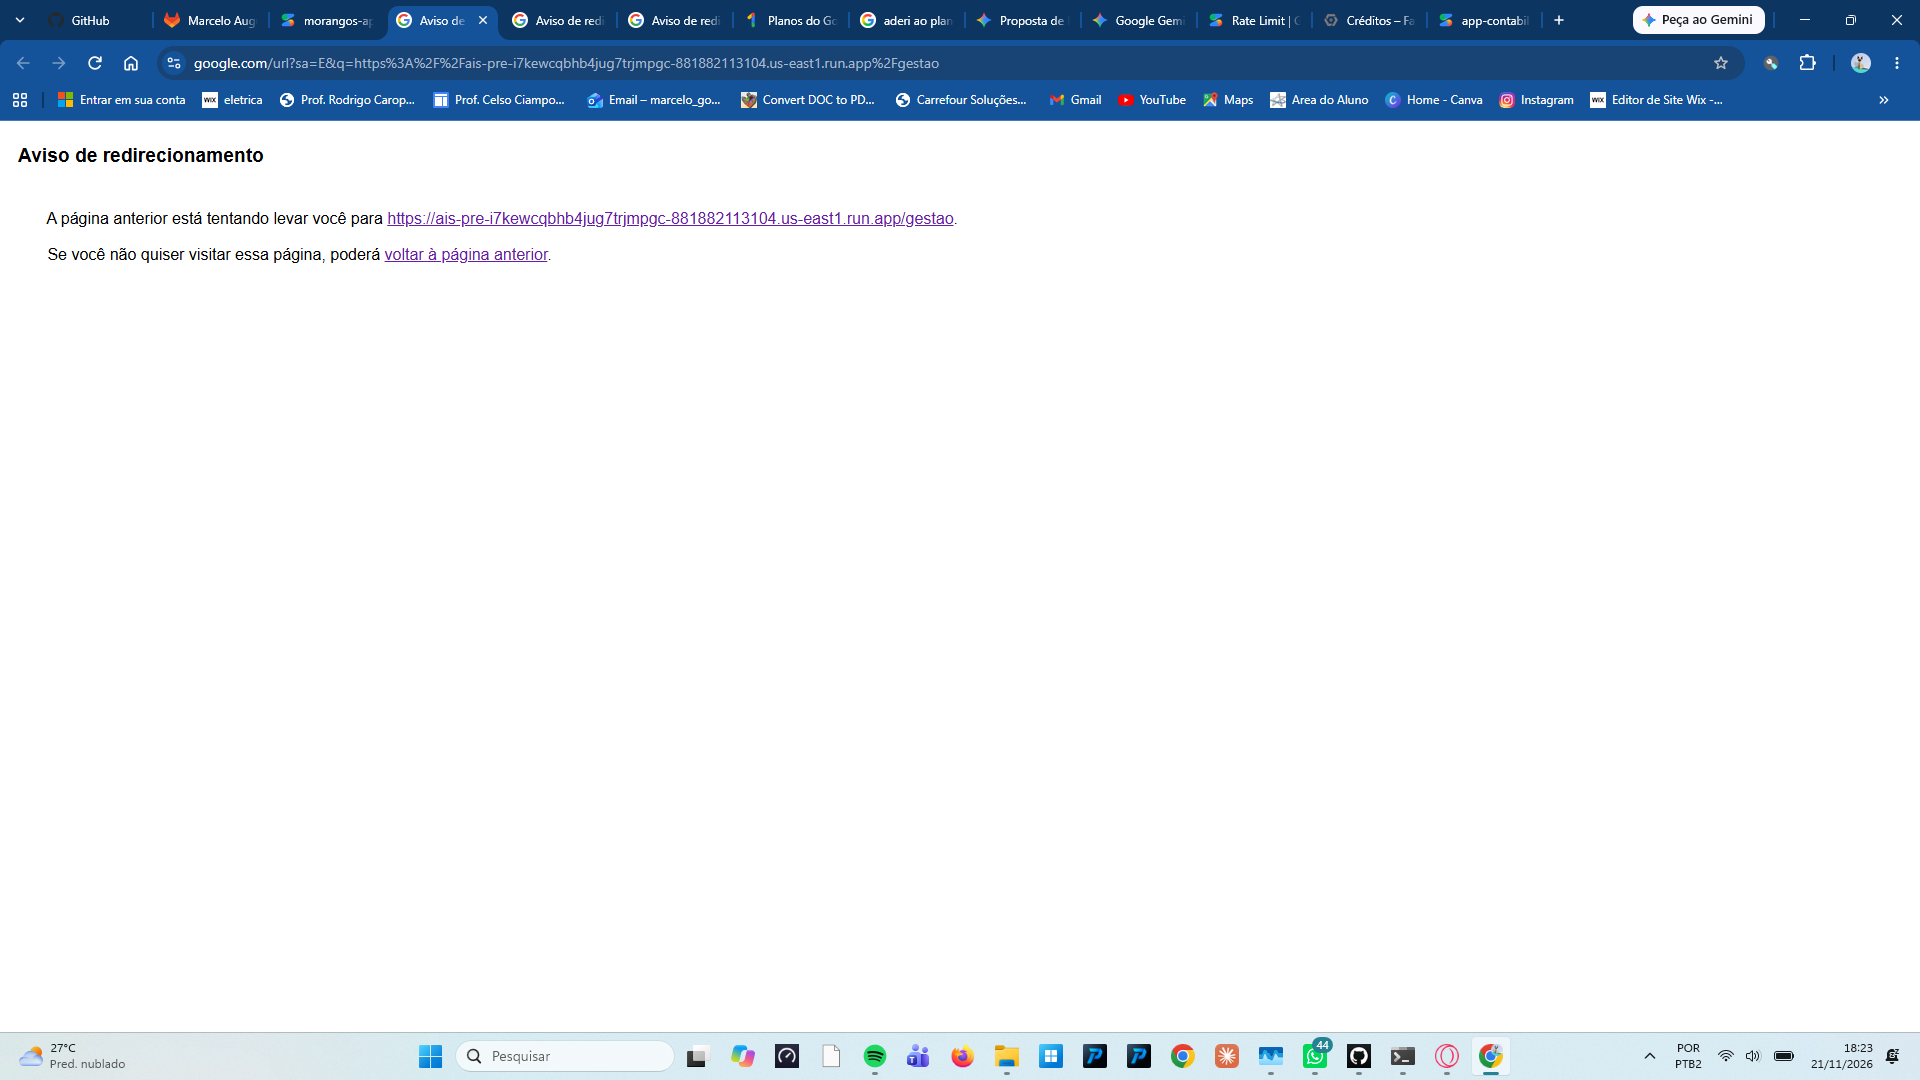 GitHub
Marcelo Aug
morangos-ap
Aviso de
Aviso de redi
Aviso de redi
Planos do Go
aderi ao plan
Proposta de
Google Gemi
Rate Limit | G
Créditos – Fa
app-contabil
Peça ao Gemini
google.com/url?sa=E&q=https%3A%2F%2Fais-pre-i7kewcqbhb4jug7trjmpgc-881882113104.us-east1.run.app%2Fgestao
Entrar em sua conta
WIX eletrica
Prof. Rodrigo Carop...
Prof. Celso Ciampo...
Email – marcelo_go...
Convert DOC to PD...
Carrefour Soluções...
Gmail
YouTube
Maps
Area do Aluno
Home - Canva
Instagram
WIX Editor de Site Wix -...
Aviso de redirecionamento
A página anterior está tentando levar você para https://ais-pre-i7kewcqbhb4jug7trjmpgc-881882113104.us-east1.run.app/gestao.
Se você não quiser visitar essa página, poderá voltar à página anterior.
27°C
Pred. nublado
Pesquisar
44
POR
PTB2
18:23
21/11/2026